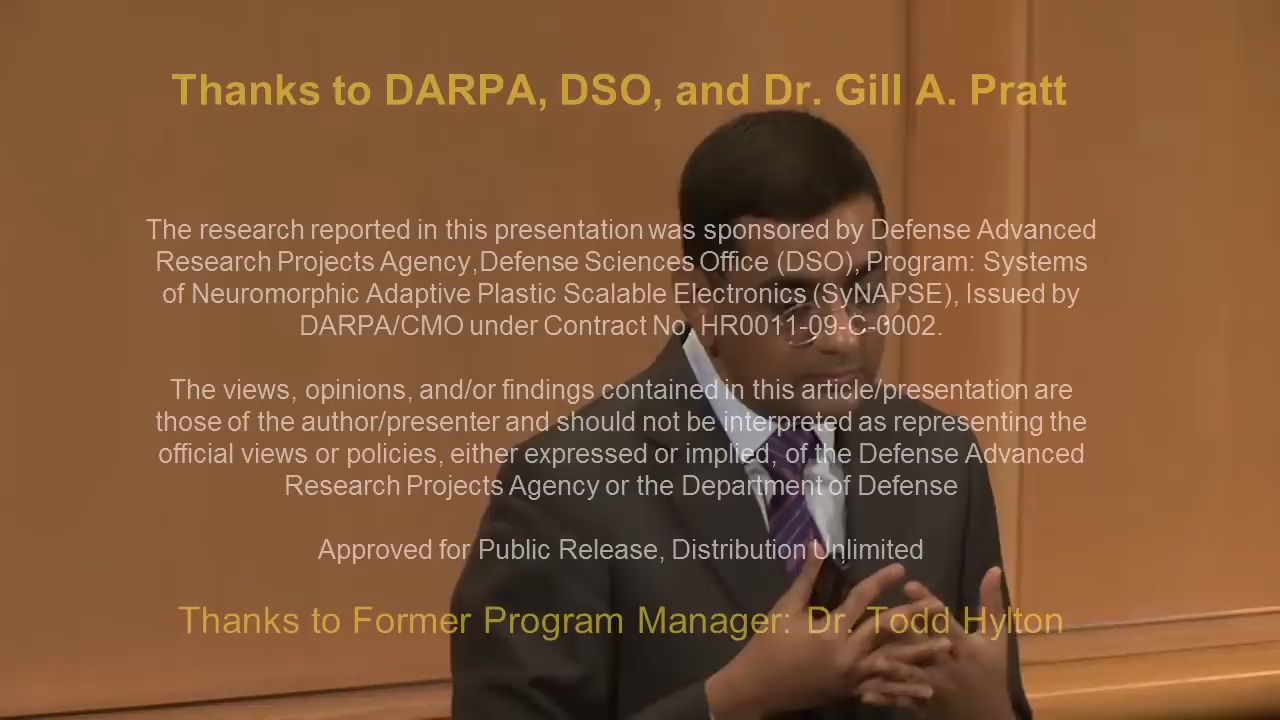 Thanks to DARPA, DSO, and Dr. Gill A. Pratt
The research reported in this presentation was sponsored by Defense Advanced
Research Projects Agency,Defense Sciences Office (DSO), Program: Systems
of Neuromorphic Adaptive Plastic Scalable Electronics (SyNAPSE), Issued by
DARPA/CMO under Contract No. HR0011-09-C-0002.
The views, opinions, and/or findings contained in this article/presentation are
those of the author/presenter and should not be interpreted as representing the
official views or policies, either expressed or implied, of the Defense Advanced
Research Projects Agency or the Department of Defense
Approved for Public Release, Distribution Unlimited
Thanks to Former Program Manager: Dr. Todd Hylton